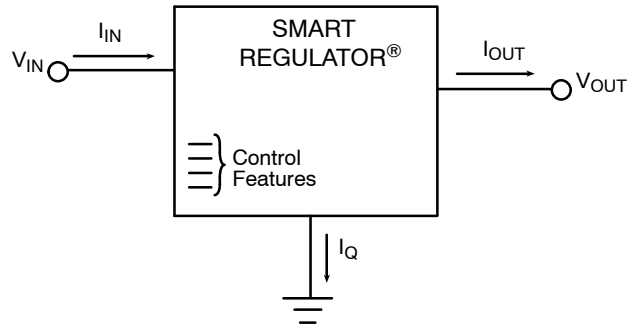 SMART
REGULATOR®
I_IN
V_IN
I_OUT
V_OUT
Control
Features
I_Q